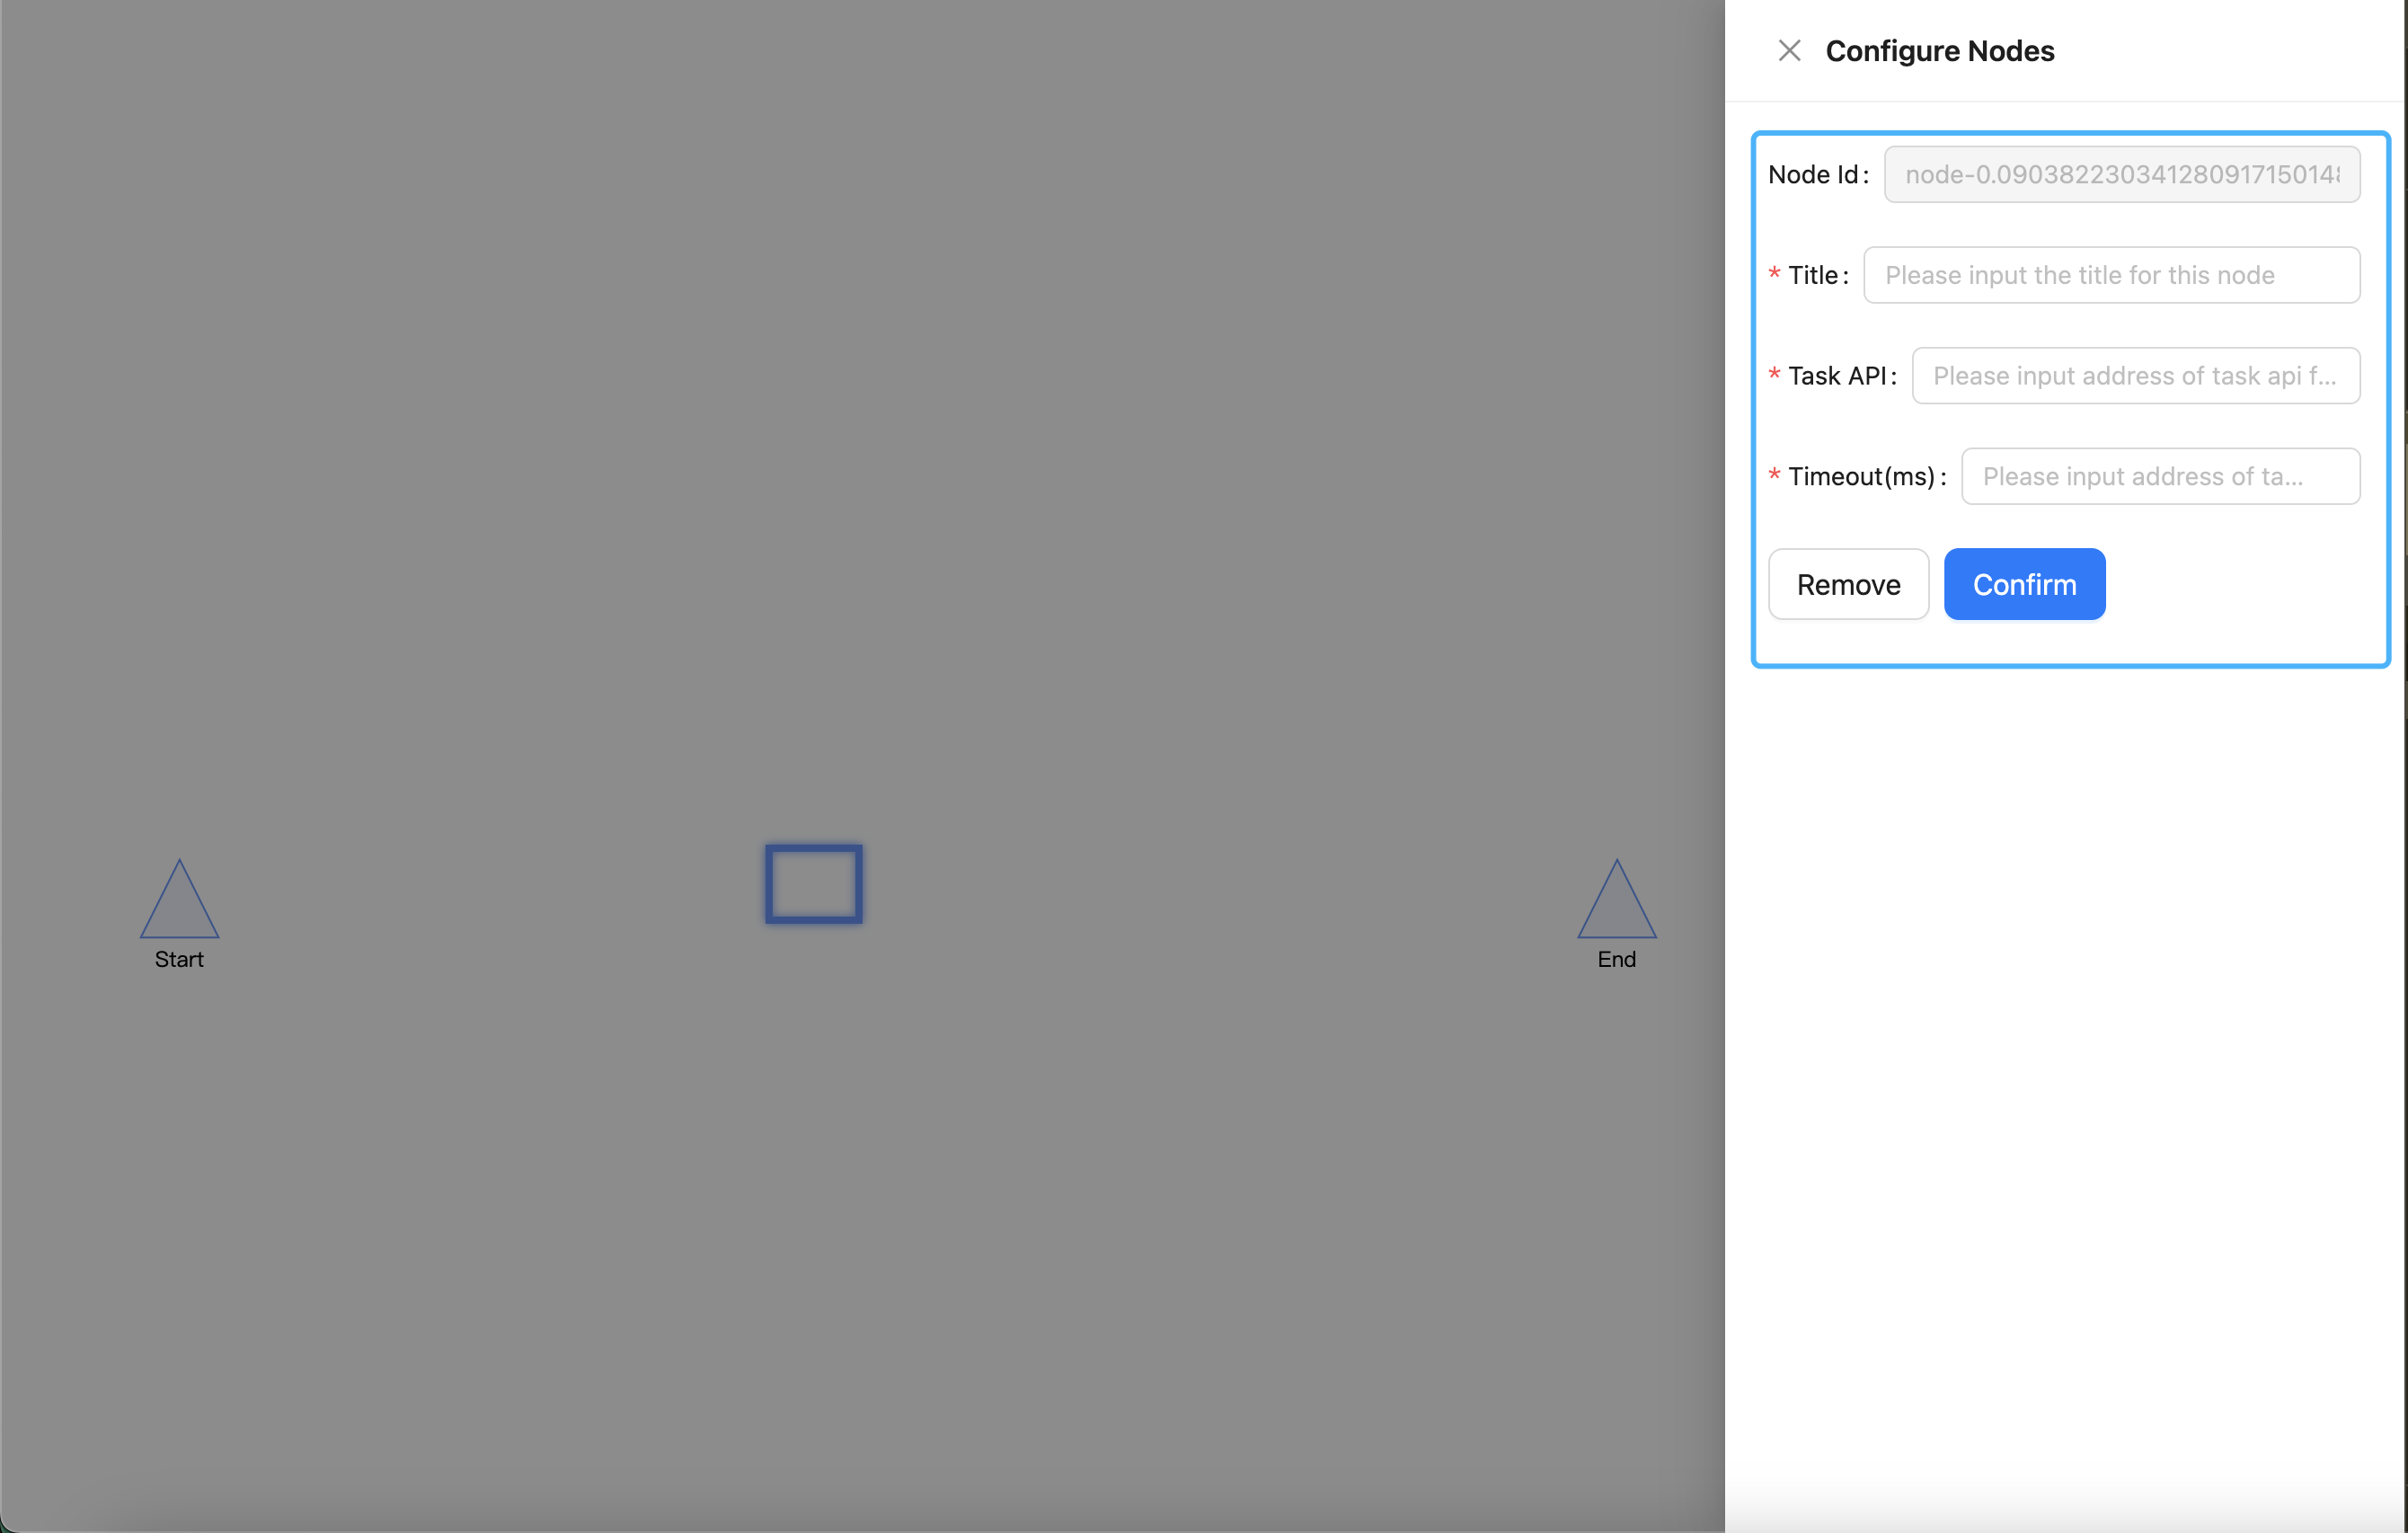 Configure Nodes
Node Id: node-0.09038223034128091715014
* Title: Please input the title for this node
* Task API: Please input address of task api f...
* Timeout(ms): Please input address of ta...
Remove Confirm
Start
End